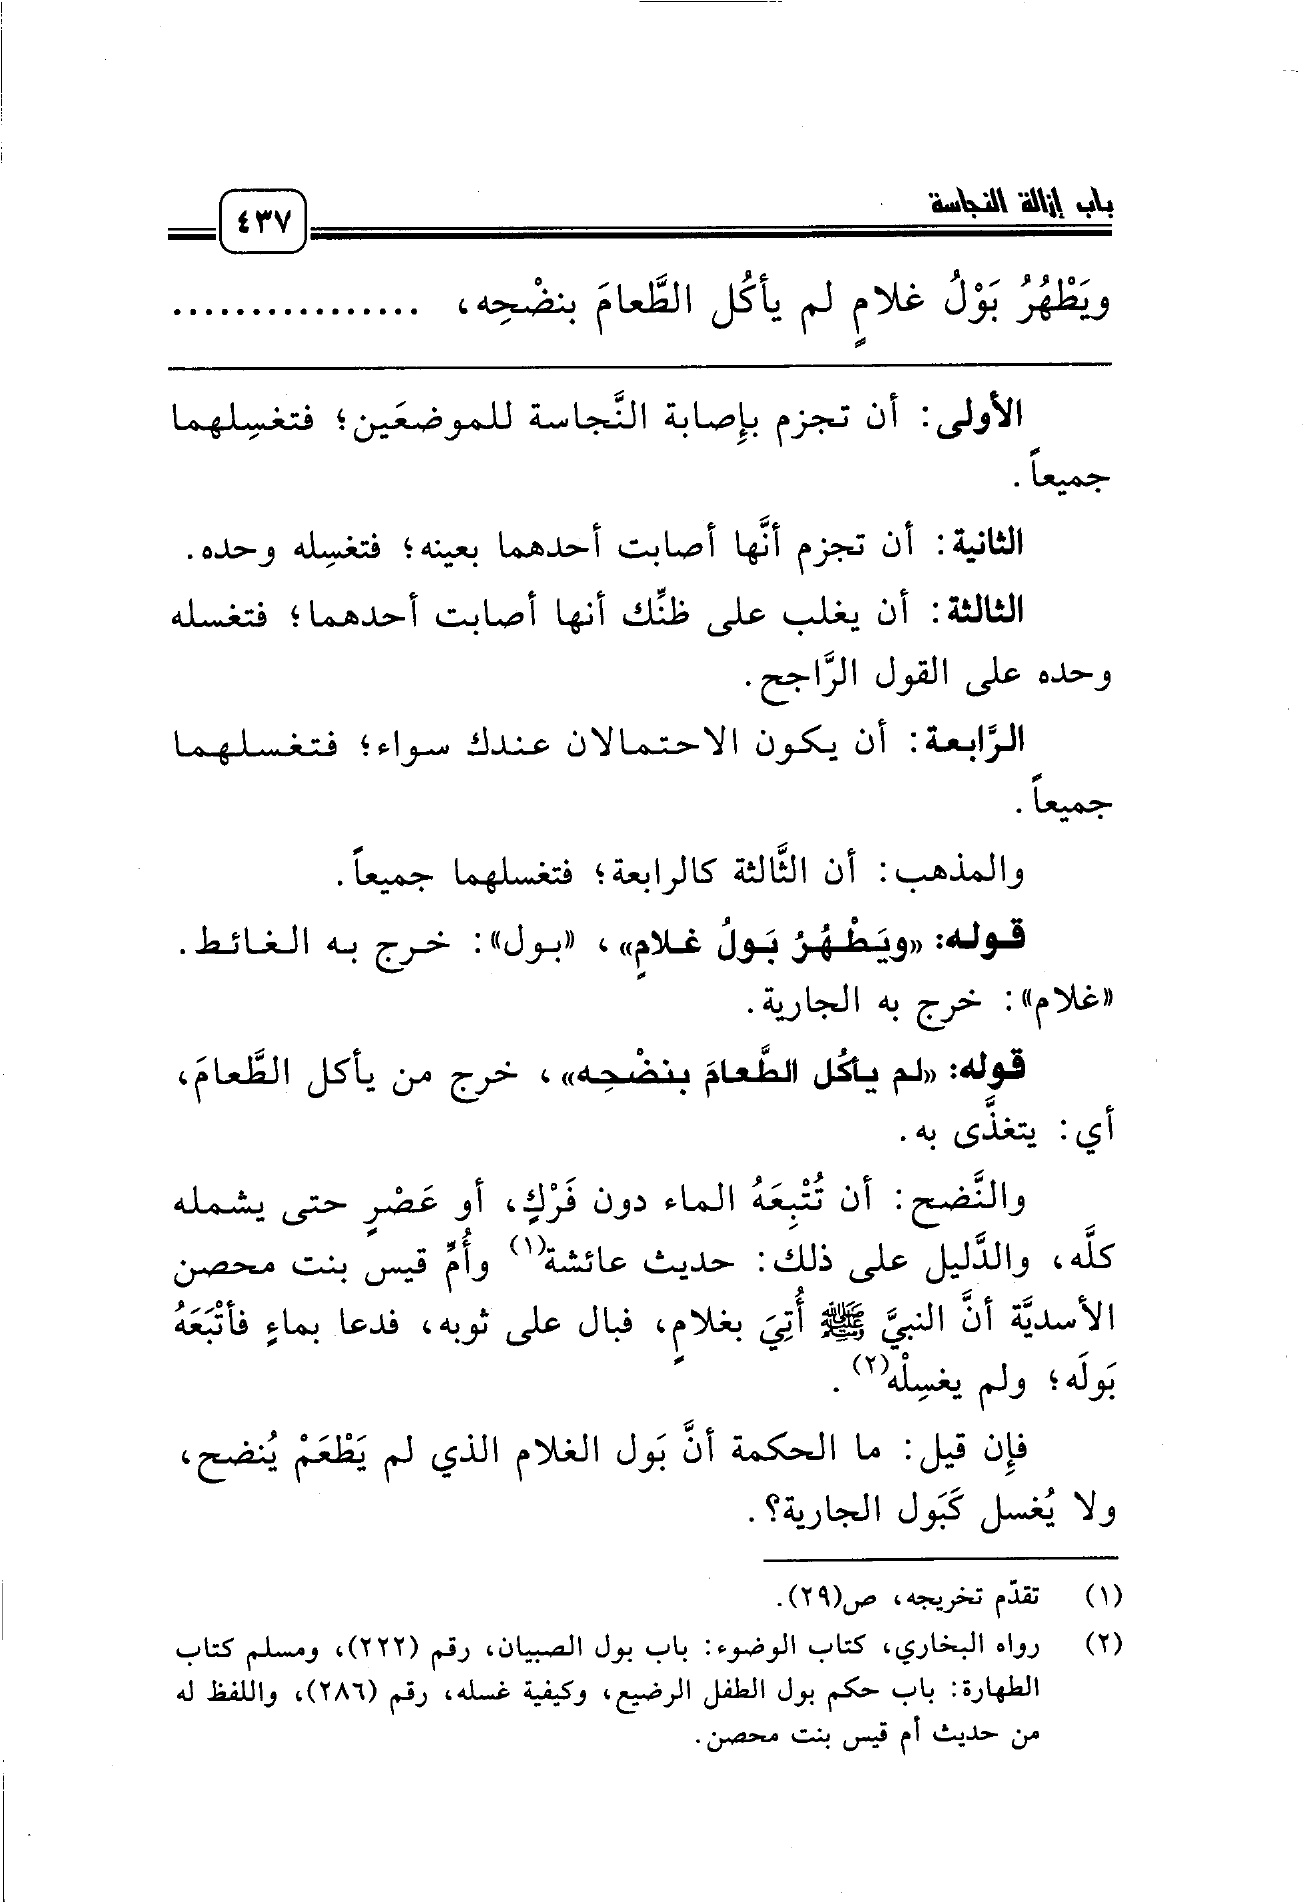 باب إزالة النجاسة
٤٣٧
ويَطْهُرُ بَوْلُ غلامٍ لم يأكُل الطَّعامَ بنضْحِه، ................
الأولى: أن تجزم بإصابة النَّجاسة للموضعَين؛ فتغسِلهما
جميعاً.
الثانية: أن تجزم أنَّها أصابت أحدهما بعينه؛ فتغسِله وحده.
الثالثة: أن يغلب على ظنِّك أنها أصابت أحدهما؛ فتغسله
وحده على القول الرَّاجح.
الرَّابعة: أن يكون الاحتمالان عندك سواء؛ فتغسلهما
جميعاً.
والمذهب: أن الثَّالثة كالرابعة؛ فتغسلهما جميعاً.
قوله: «ويَطْهُرُ بَولُ غلامٍ»، «بول»: خرج به الغائط.
«غلام»: خرج به الجارية.
قوله: «لم يأكُل الطَّعامَ بنضْحِه»، خرج من يأكل الطَّعامَ،
أي: يتغذَّى به.
والنَّضح: أن تُتْبِعَهُ الماء دون فَرْكٍ، أو عَصْرٍ حتى يشمله
كلَّه، والدَّليل على ذلك: حديث عائشة(١) وأُمِّ قيس بنت محصن
الأسديَّة أنَّ النبيَّ ﷺ أُتِيَ بغلامٍ، فبال على ثوبه، فدعا بماءٍ فأتْبَعَهُ
بَولَه؛ ولم يغسِلْه(٢).
فإِن قيل: ما الحكمة أنَّ بَول الغلام الذي لم يَطْعَمْ يُنضح،
ولا يُغسل كَبَول الجارية؟.
(١) تقدّم تخريجه، ص(٢٩).
(٢) رواه البخاري، كتاب الوضوء: باب بول الصبيان، رقم (٢٢٢)، ومسلم كتاب
الطهارة: باب حكم بول الطفل الرضيع، وكيفية غسله، رقم (٢٨٦)، واللفظ له
من حديث أم قيس بنت محصن.